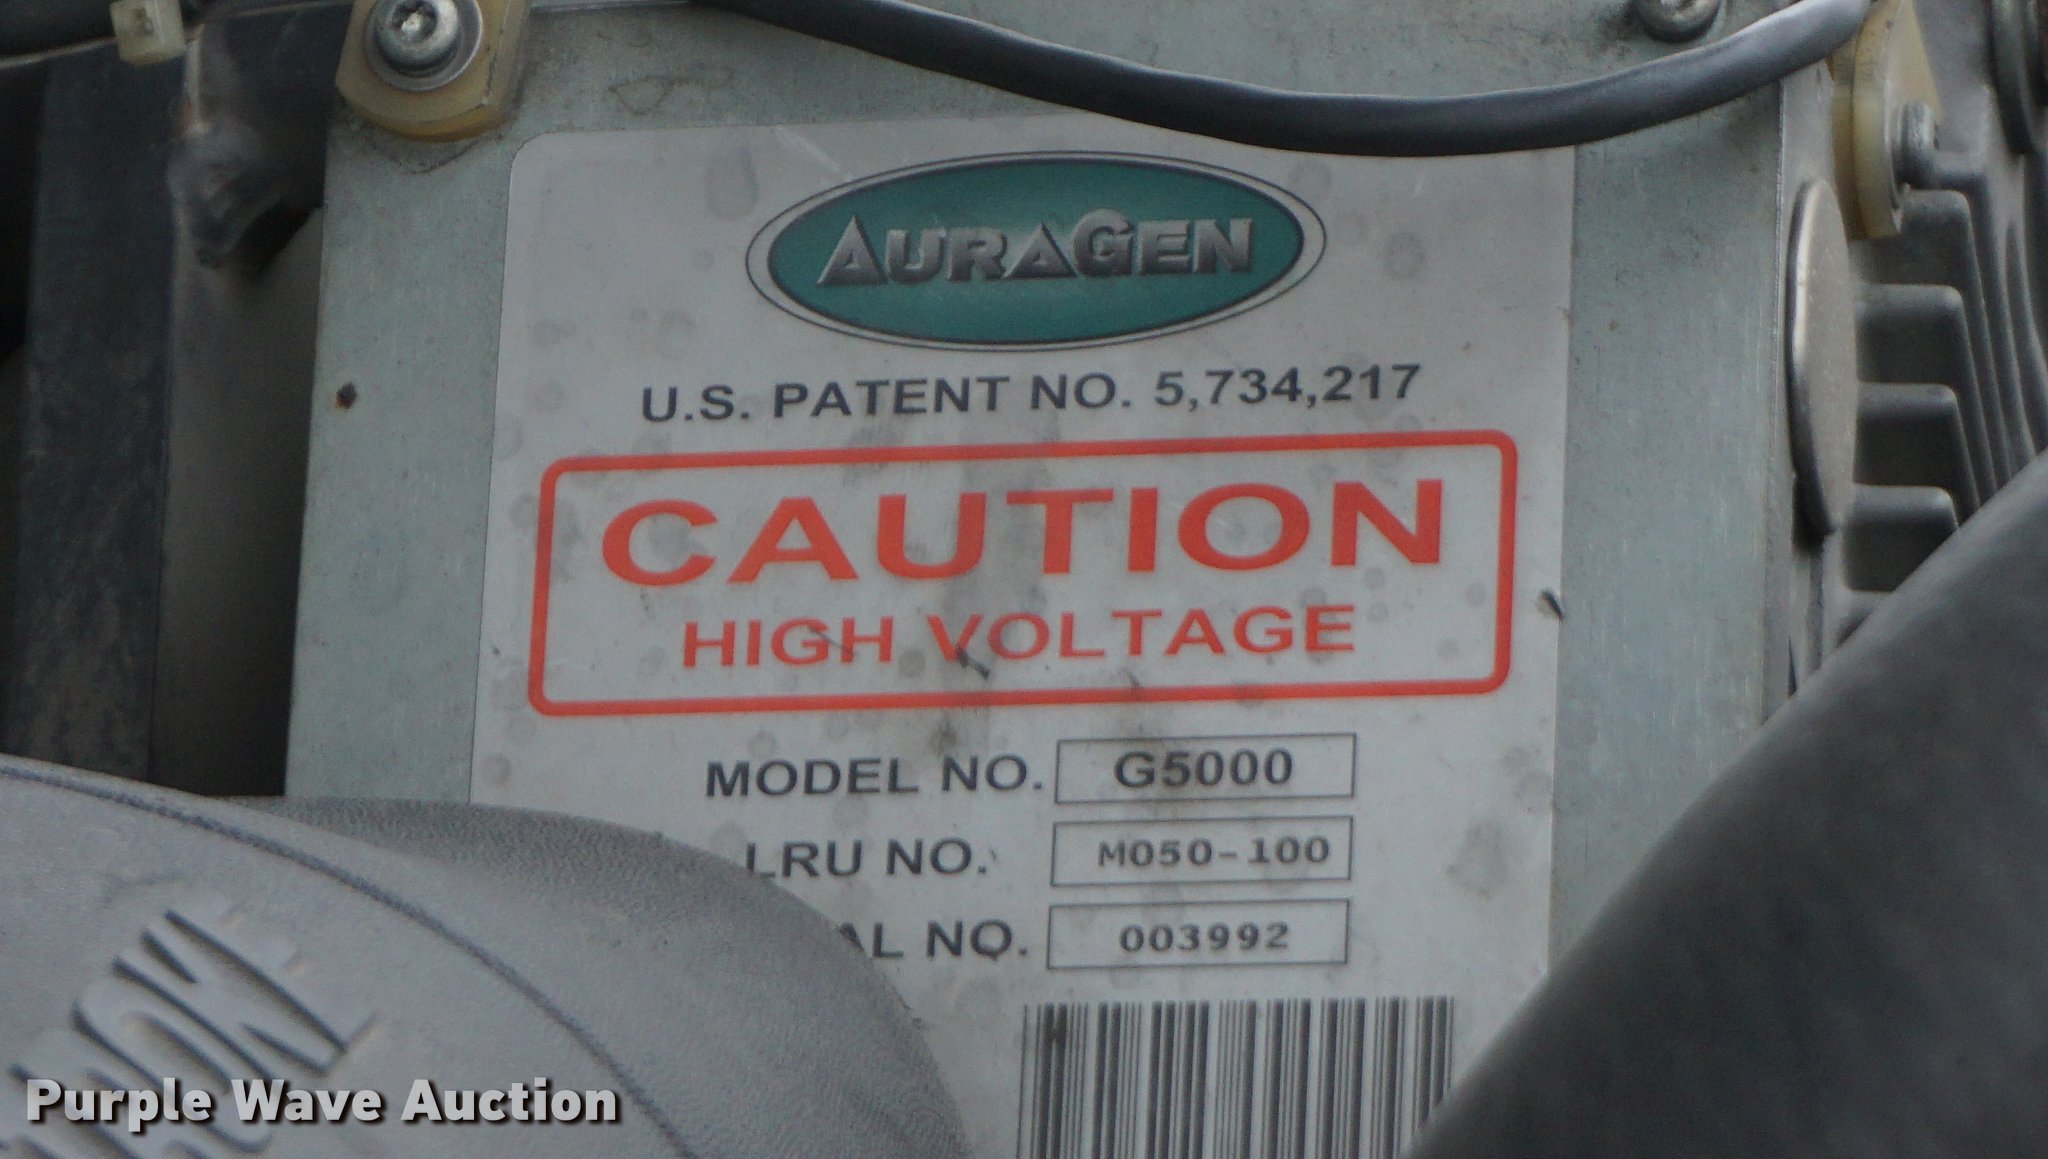 AURAGEN
U.S. PATENT NO. 5,734,217
CAUTION
HIGH VOLTAGE
MODEL NO. G5000
LRU NO. M050-100
AL NO. 003992
Purple Wave Auction